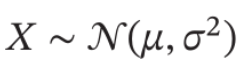 X ∼ 𝒩(μ, σ²)